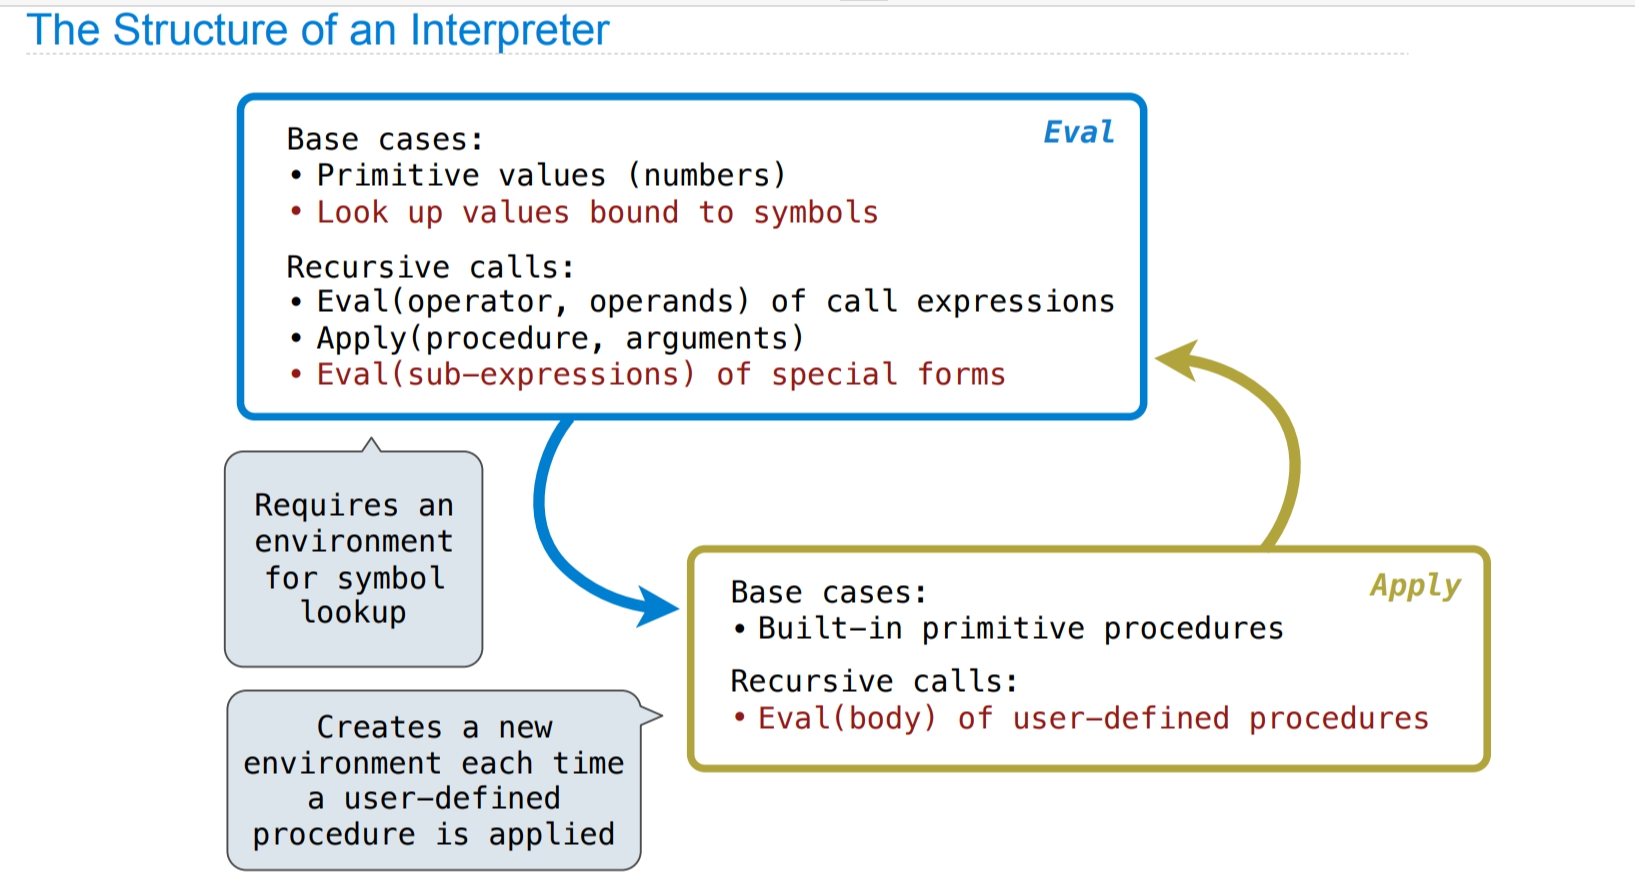 The Structure of an Interpreter
Eval
Base cases:
• Primitive values (numbers)
• Look up values bound to symbols
Recursive calls:
• Eval(operator, operands) of call expressions
• Apply(procedure, arguments)
• Eval(sub-expressions) of special forms
Requires an
environment
for symbol
lookup
Apply
Base cases:
• Built-in primitive procedures
Recursive calls:
• Eval(body) of user-defined procedures
Creates a new
environment each time
a user-defined
procedure is applied